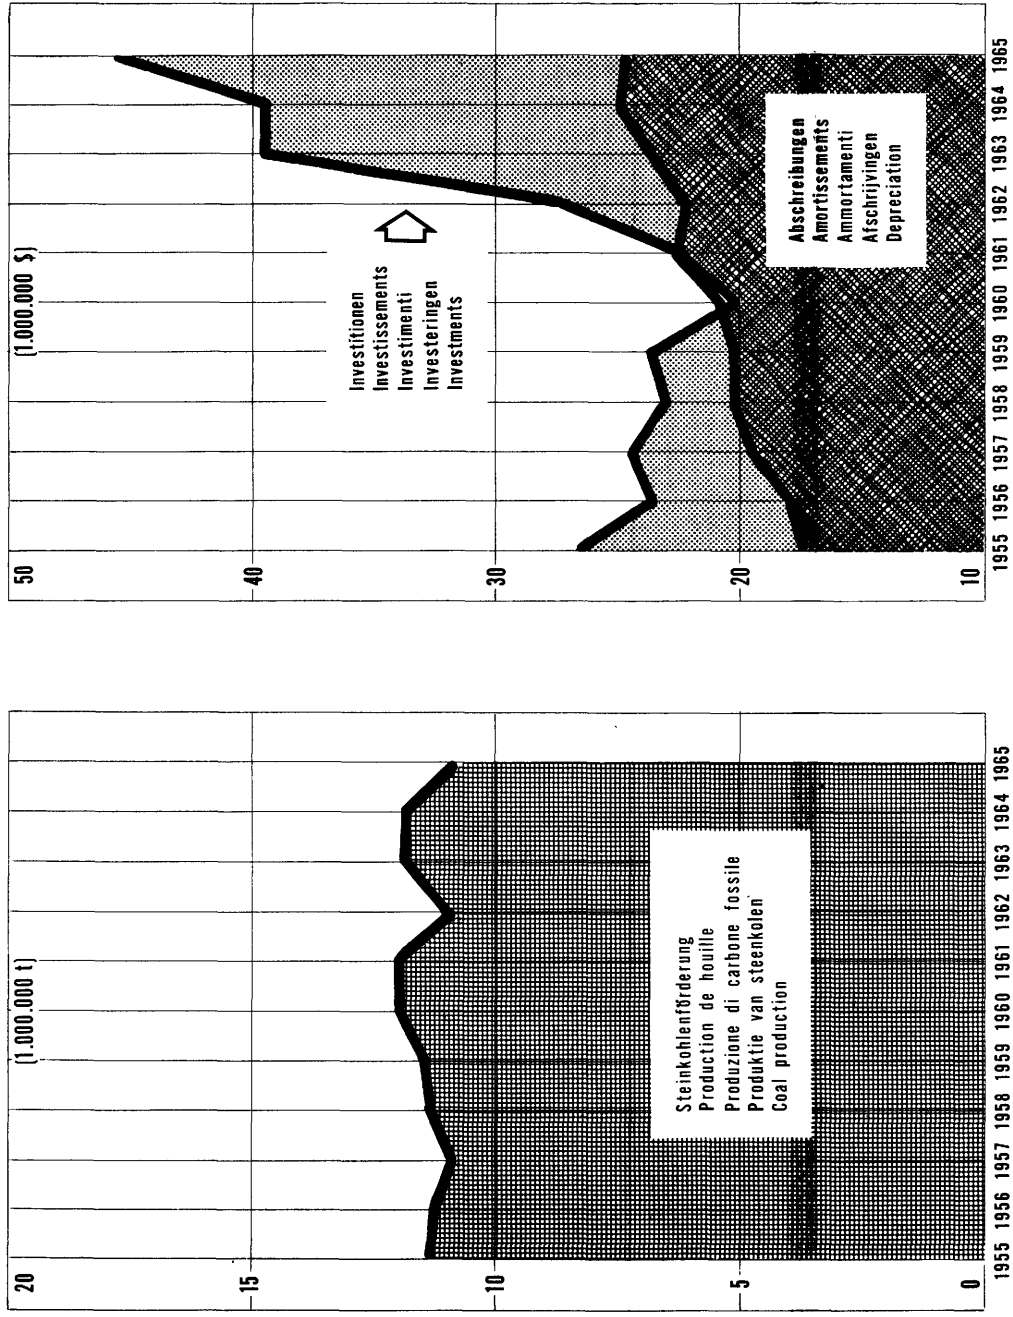 20
(1.000.000 t)
15
10
5
0
Steinkohlenförderung
Production de houille
Produzione di carbone fossile
Produktie van steenkolen
Coal production
1955 1956 1957 1958 1959 1960 1961 1962 1963 1964 1965
50
(1.000.000 $)
40
30
20
10
Investitionen
Investissements
Investimenti
Investeringen
Investments
Abschreibungen
Amortissements
Ammortamenti
Afschrijvingen
Depreciation
1955 1956 1957 1958 1959 1960 1961 1962 1963 1964 1965